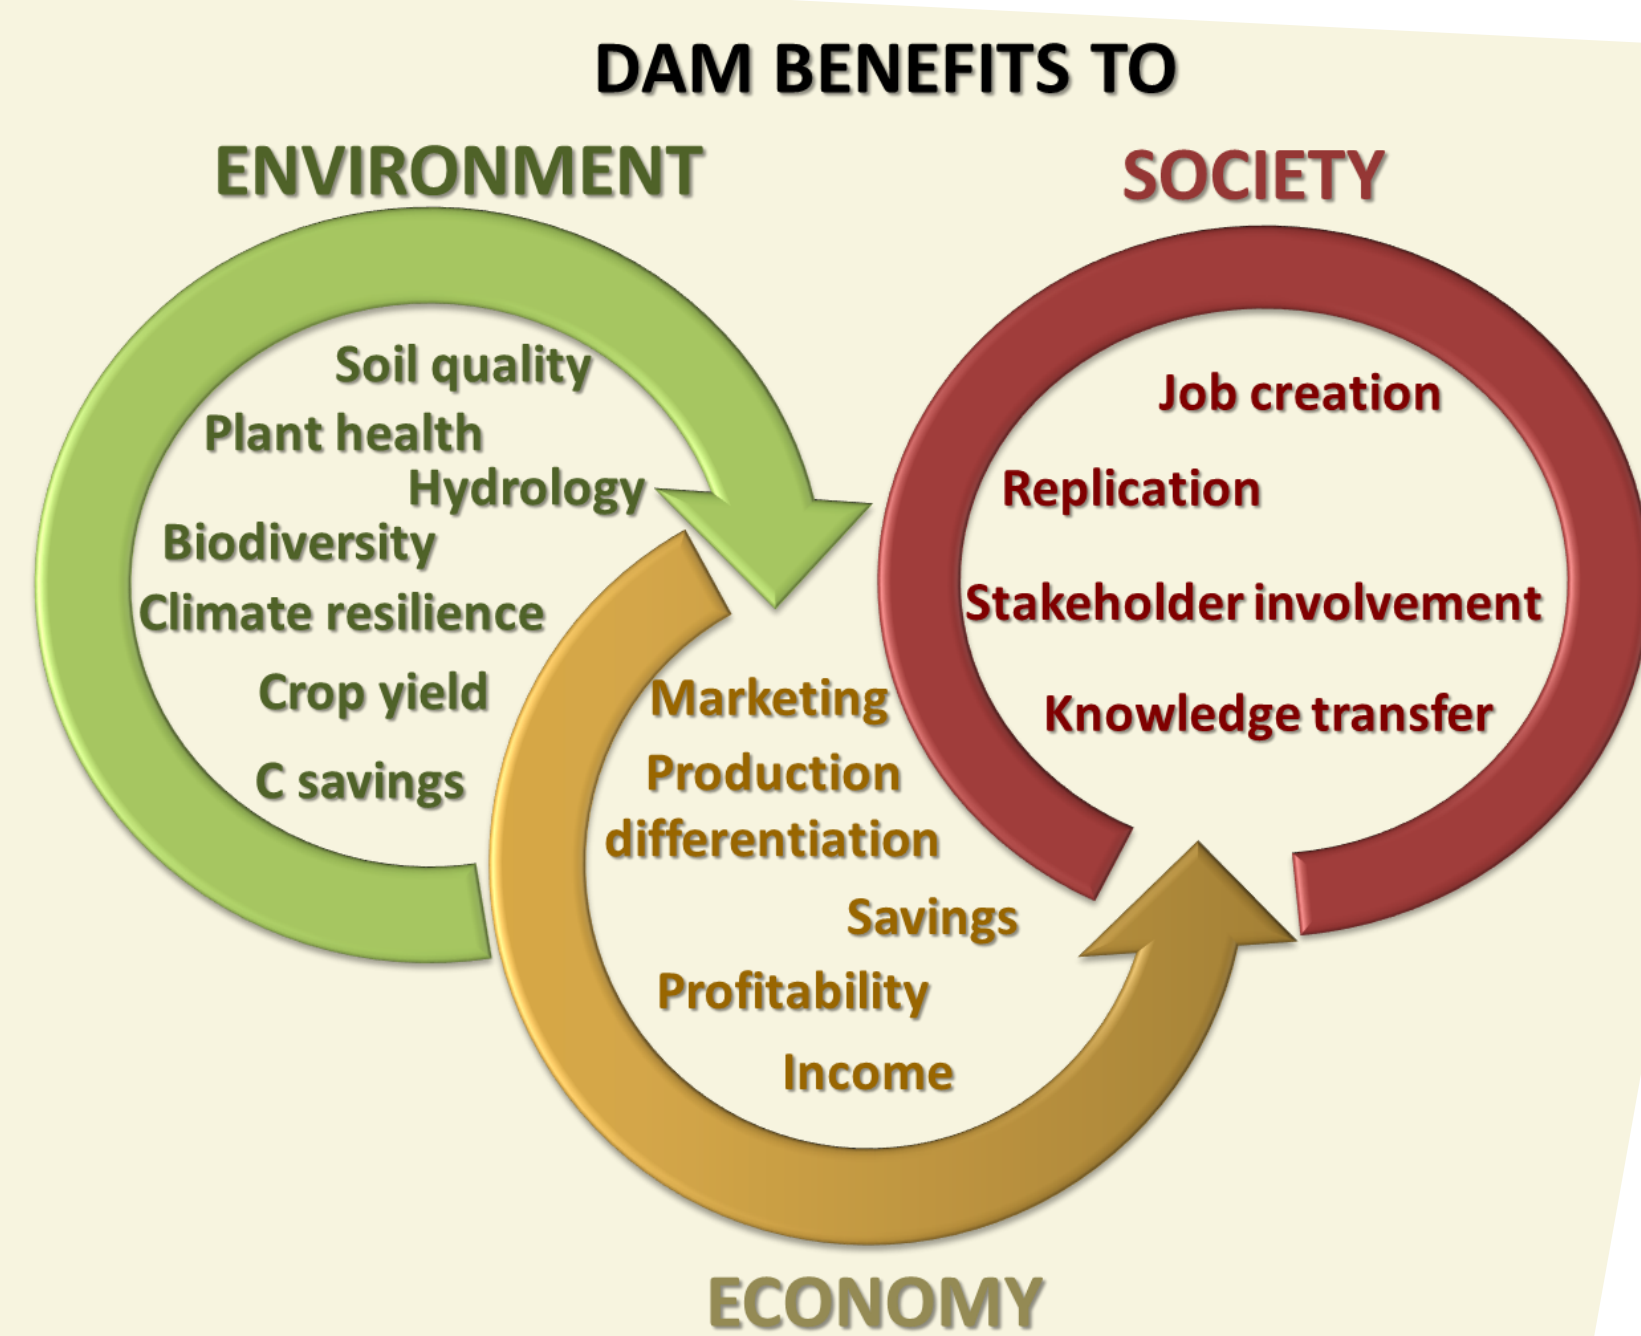 DAM BENEFITS TO
ENVIRONMENT
Soil quality
Plant health
Hydrology
Biodiversity
Climate resilience
Crop yield
C savings
SOCIETY
Job creation
Replication
Stakeholder involvement
Knowledge transfer
Marketing
Production
differentiation
Savings
Profitability
Income
ECONOMY